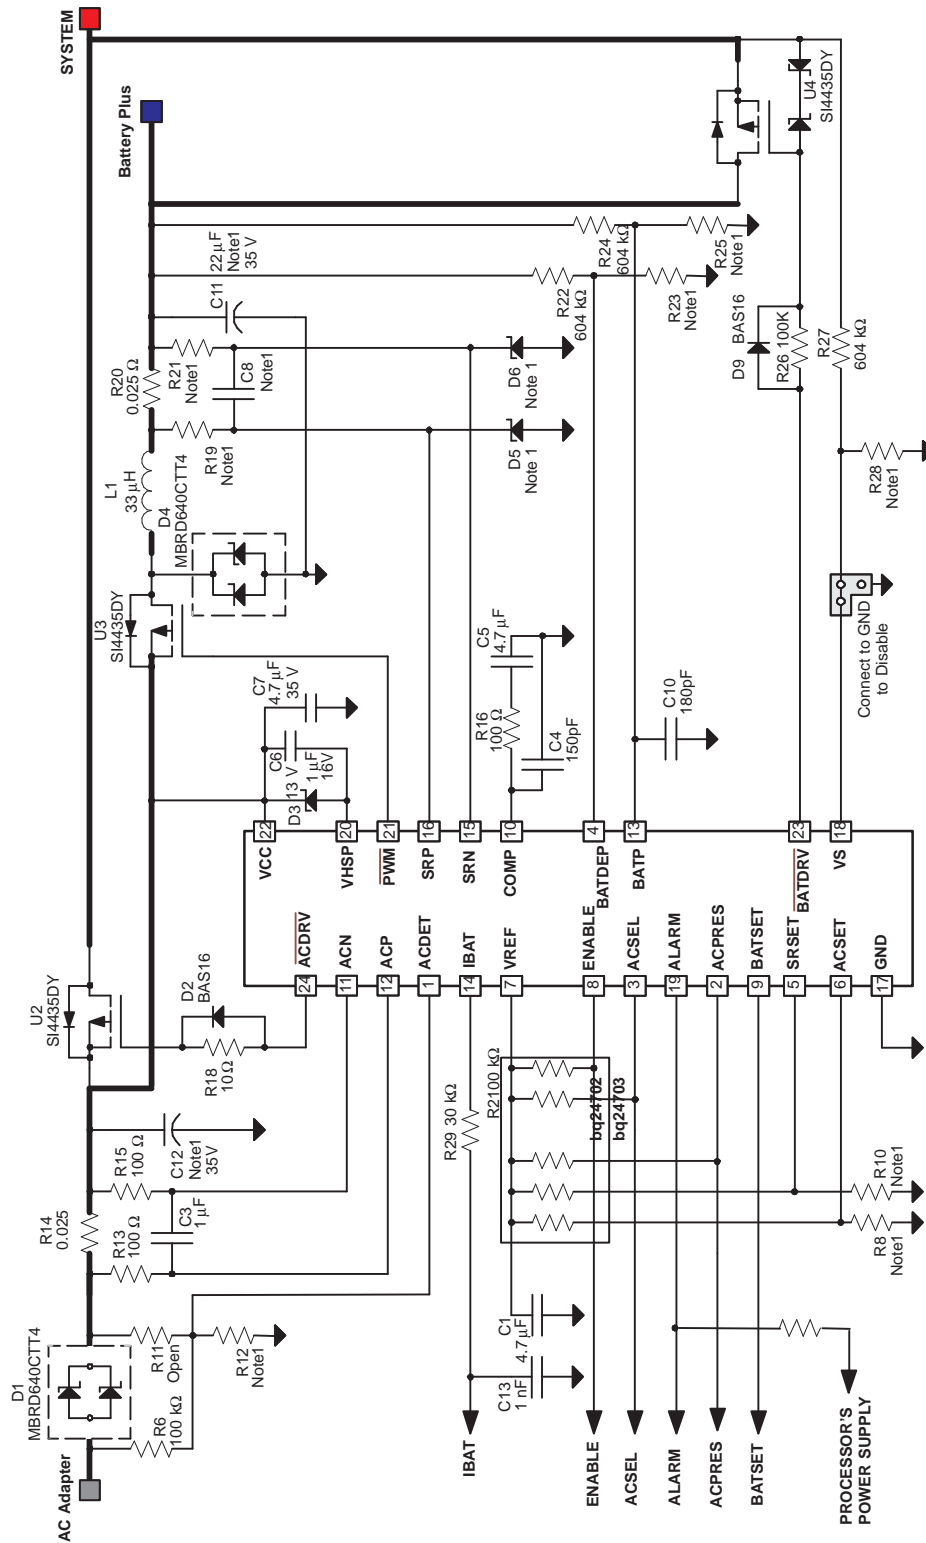 AC Adapter
D1
MBRD640CTT4
R6
100 kΩ
R11
Open
R12
Note1
R14
0.025
R13
100 Ω
R15
100 Ω
C3
1 µF
C12
Note1
35V
U2
SI4435DY
R18
10Ω
D2
BAS16
SYSTEM
Battery Plus
U3
SI4435DY
D4
MBRD640CTT4
L1
33 µH
R20
0.025 Ω
R19
Note1
R21
Note1
C8
Note1
C11
22 µF
Note1
35 V
C7
4.7 µF
35 V
C6
1 µF
16V
D3 13 V
D5
Note 1
D6
Note 1
R22
604 kΩ
R23
Note1
R24
604 kΩ
R25
Note1
R16
100 Ω
C5
4.7 µF
C4
150pF
C10
180pF
U4
SI4435DY
D9 BAS16
R26 100K
R27
604 kΩ
R28
Note1
Connect to GND
to Disable
24 ACDRV
11 ACN
12 ACP
1 ACDET
14 IBAT
7 VREF
8 ENABLE
3 ACSEL
19 ALARM
2 ACPRES
9 BATSET
5 SRSET
6 ACSET
17 GND
VCC 22
VHSP 20
PWM 21
SRP 16
SRN 15
COMP 10
BATDEP 4
BATP 13
BATDRV 23
VS 18
bq24702
bq24703
R29 30 kΩ
R2100 kΩ
R10
Note1
R8
Note1
C1
4.7 µF
C13
1 nF
IBAT
ENABLE
ACSEL
ALARM
ACPRES
BATSET
PROCESSOR'S
POWER SUPPLY